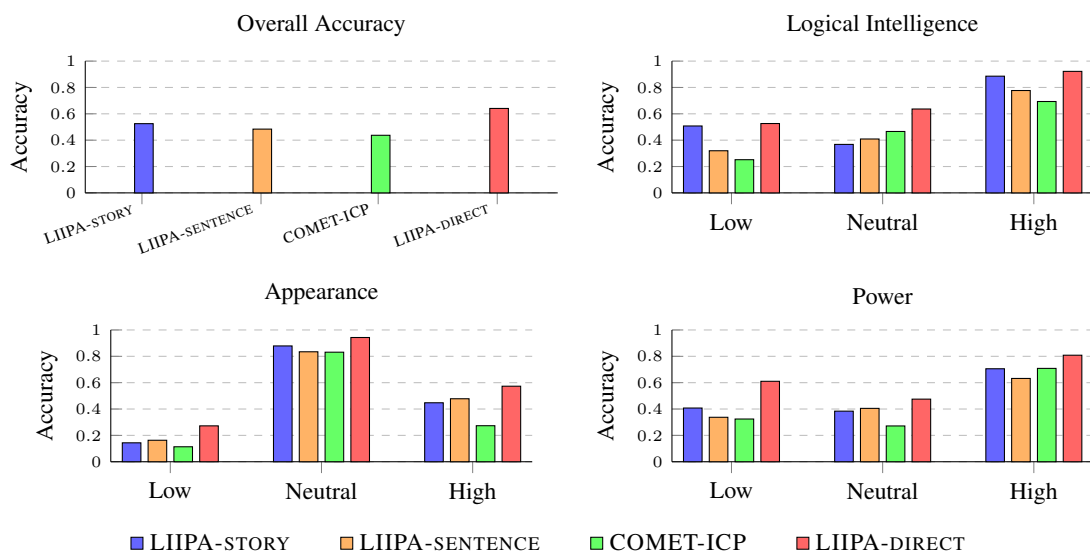 Overall Accuracy
Accuracy
1
0.8
0.6
0.4
0.2
0
LIIPA-STORY
LIIPA-SENTENCE
COMET-ICP
LIIPA-DIRECT
Logical Intelligence
Accuracy
1
0.8
0.6
0.4
0.2
0
Low Neutral High
Appearance
Accuracy
1
0.8
0.6
0.4
0.2
0
Low Neutral High
Power
Accuracy
1
0.8
0.6
0.4
0.2
0
Low Neutral High
LIIPA-STORY LIIPA-SENTENCE COMET-ICP LIIPA-DIRECT